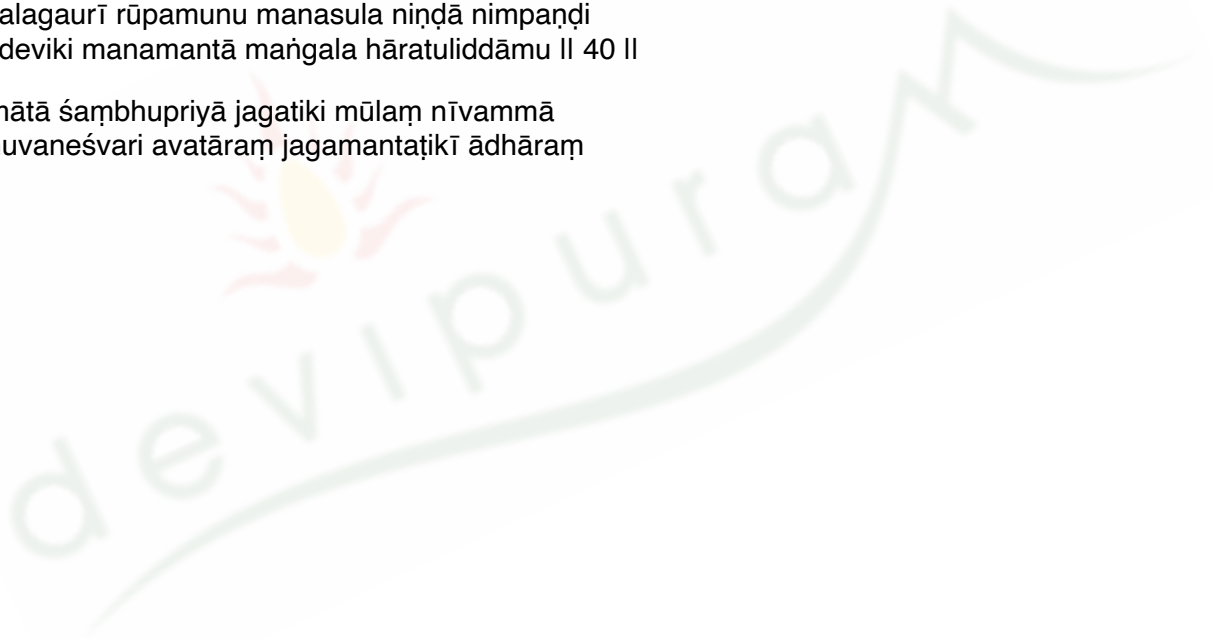 alagaurī rūpamunu manasula niṇḍā nimpaṇḍi
deviki manamantā maṅgala hāratuliddāmu ll 40 ll
mātā śaṃbhupriyā jagatiki mūlaṃ nīvammā
uvaneśvari avatāraṃ jagamantaṭikī ādhāraṃ
devipuram